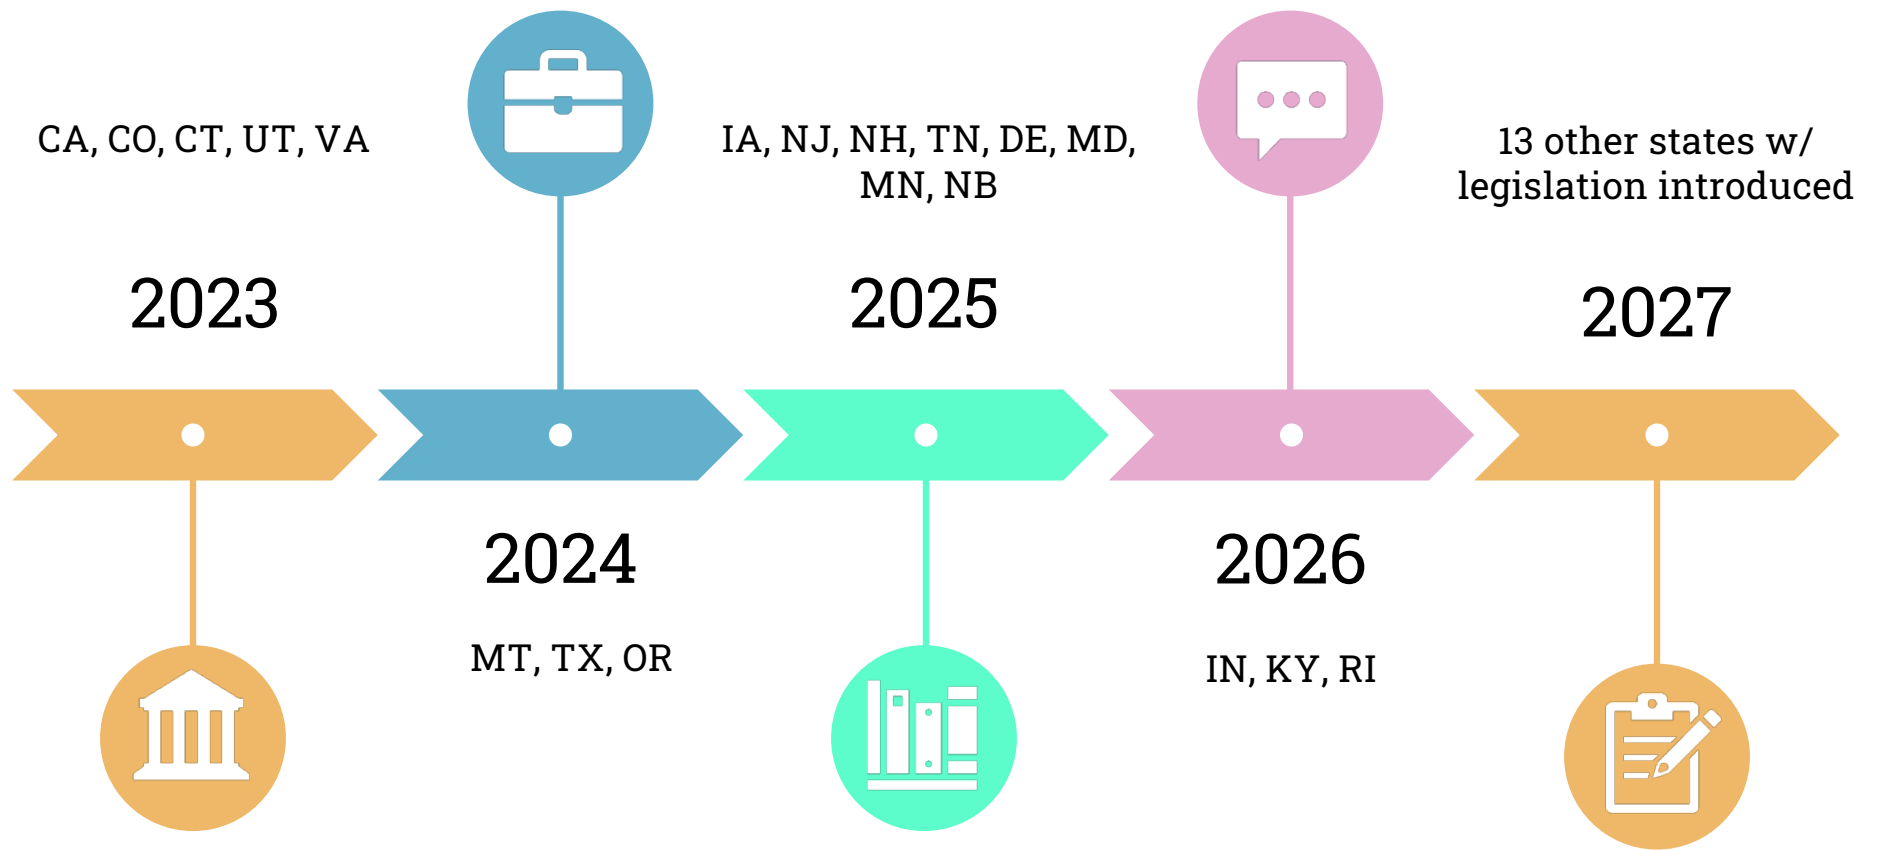 CA, CO, CT, UT, VA
2023
2024
MT, TX, OR
IA, NJ, NH, TN, DE, MD,
MN, NB
2025
2026
IN, KY, RI
13 other states w/
legislation introduced
2027